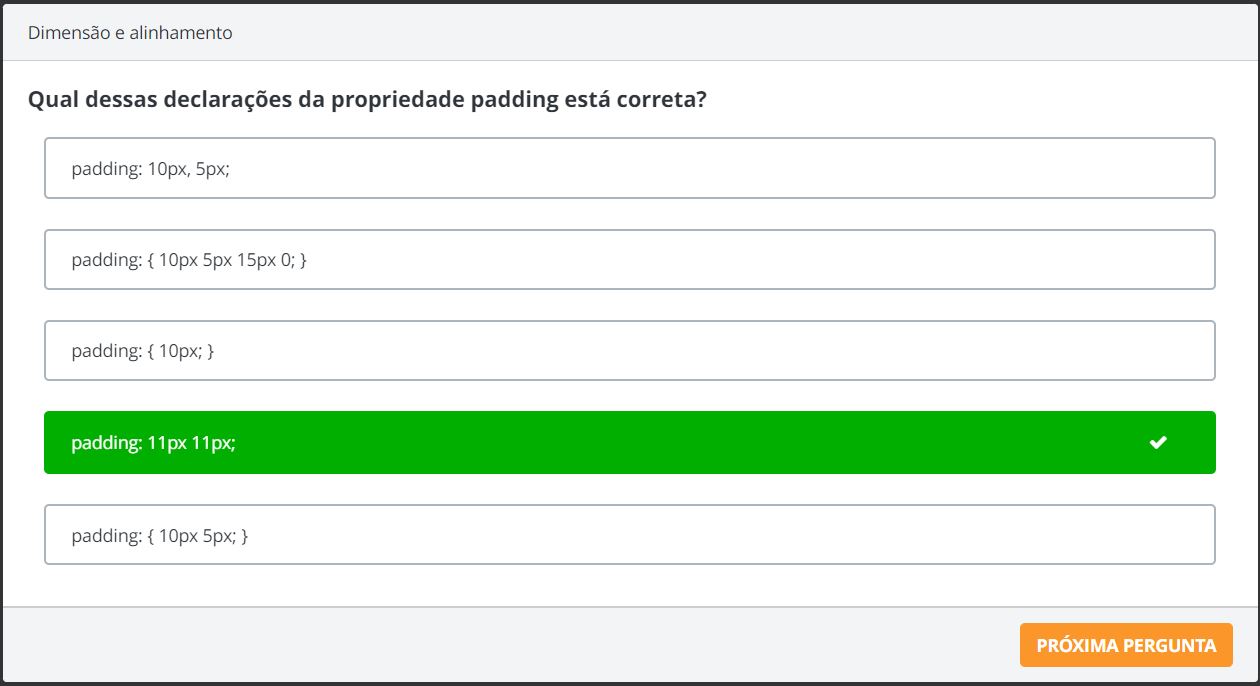 Dimensão e alinhamento
Qual dessas declarações da propriedade padding está correta?
padding: 10px, 5px;
padding: { 10px 5px 15px 0; }
padding: { 10px; }
padding: 11px 11px;
padding: { 10px 5px; }
PRÓXIMA PERGUNTA